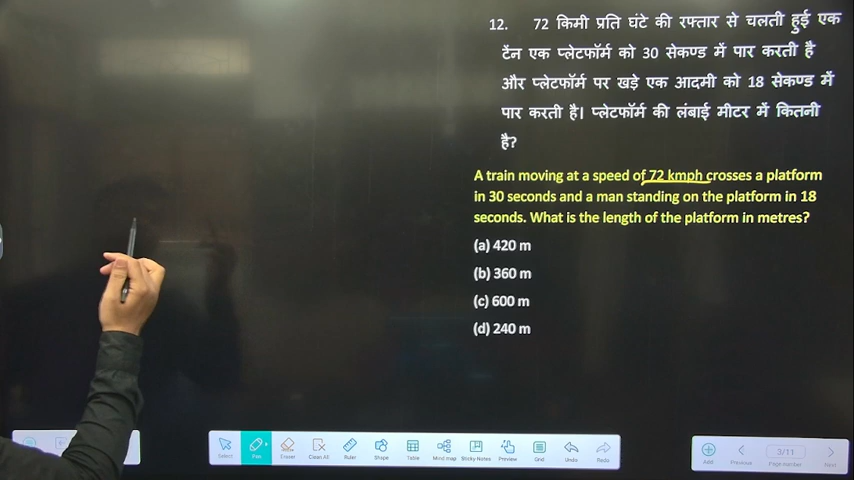 12. 72 किमी प्रति घंटे की रफ्तार से चलती हुई एक
टेंन एक प्लेटफॉर्म को 30 सेकण्ड में पार करती है
और प्लेटफॉर्म पर खड़े एक आदमी को 18 सेकण्ड में
पार करती है। प्लेटफॉर्म की लंबाई मीटर में कितनी
है?
A train moving at a speed of 72 kmph crosses a platform
in 30 seconds and a man standing on the platform in 18
seconds. What is the length of the platform in metres?
(a) 420 m
(b) 360 m
(c) 600 m
(d) 240 m
Select Pen Eraser Clean All Ruler Shape Table Mind map Sticky Notes Preview Grid Undo Redo
Add Previous 3/11 Page number Next